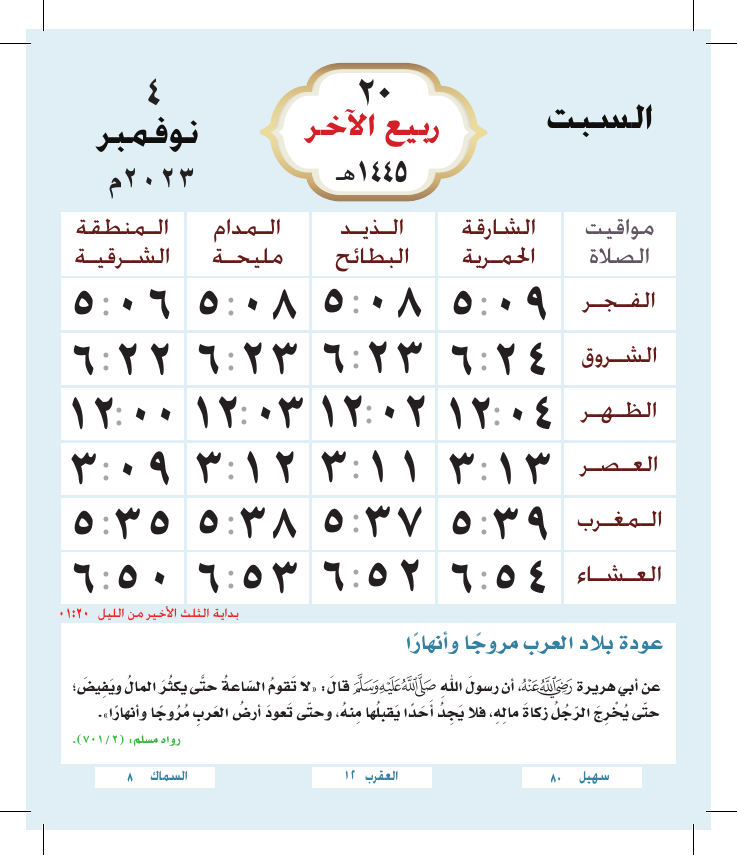 السبت
٢٠
ربيع الآخر
١٤٤٥هـ
٤
نوفمبر
٢٠٢٣م
مواقيت الصلاة | الشارقة الحمرية | الذيد البطائح | المدام مليحة | المنطقة الشرقية
الفجر ٥:٠٩ ٥:٠٨ ٥:٠٨ ٥:٠٦
الشروق ٦:٢٤ ٦:٢٣ ٦:٢٣ ٦:٢٢
الظهر ١٢:٠٤ ١٢:٠٢ ١٢:٠٣ ١٢:٠٠
العصر ٣:١٣ ٣:١١ ٣:١٢ ٣:٠٩
المغرب ٥:٣٩ ٥:٣٧ ٥:٣٨ ٥:٣٥
العشاء ٦:٥٤ ٦:٥٢ ٦:٥٣ ٦:٥٠
بداية الثلث الأخير من الليل ٠١:٢٠
عودة بلاد العرب مروجًا وأنهارًا
عن أبي هريرة رَضِيَ اللَّهُ عَنْهُ، أن رسولَ اللهِ صَلَّى اللَّهُ عَلَيْهِ وَسَلَّمَ قالَ: «لا تَقومُ السَّاعةُ حتَّى يكثُرَ المالُ ويَفِيضَ؛
حتَّى يُخْرِجَ الرَّجُلُ زكاةَ مالِهِ، فلا يَجِدُ أَحَدًا يَقبلُها مِنهُ، وحتَّى تَعودَ أرضُ العَربِ مُرُوجًا وأنهارًا».
رواه مسلم: (٧٠١/٢).
سهيل ٨٠
العقرب ١٢
السماك ٨